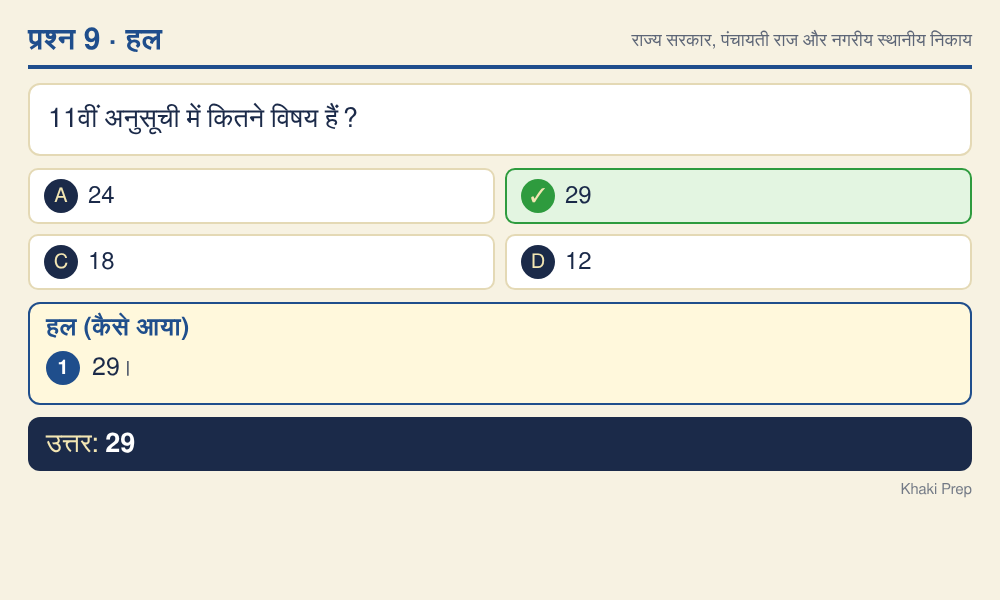 प्रश्न 9 · हल
राज्य सरकार, पंचायती राज और नगरीय स्थानीय निकाय
11वीं अनुसूची में कितने विषय हैं ?
A 24
✓ 29
C 18
D 12
हल (कैसे आया)
1 29।
उत्तर: 29
Khaki Prep